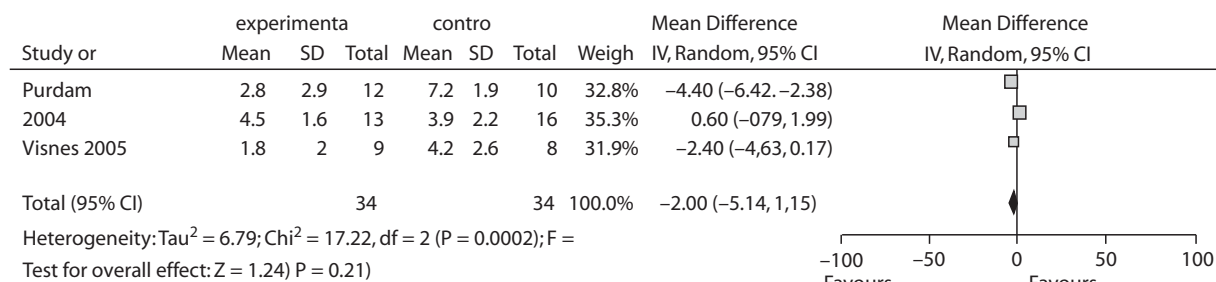 experimenta contro Mean Difference Mean Difference
Study or Mean SD Total Mean SD Total Weigh IV, Random, 95% CI IV, Random, 95% CI
Purdam 2.8 2.9 12 7.2 1.9 10 32.8% –4.40 (–6.42. –2.38)
2004 4.5 1.6 13 3.9 2.2 16 35.3% 0.60 (–079, 1.99)
Visnes 2005 1.8 2 9 4.2 2.6 8 31.9% –2.40 (–4,63, 0.17)
Total (95% CI) 34 34 100.0% –2.00 (–5.14, 1,15)
Heterogeneity: Tau² = 6.79; Chi² = 17.22, df = 2 (P = 0.0002); F =
Test for overall effect: Z = 1.24) P = 0.21)
–100 –50 0 50 100
Favours Favours